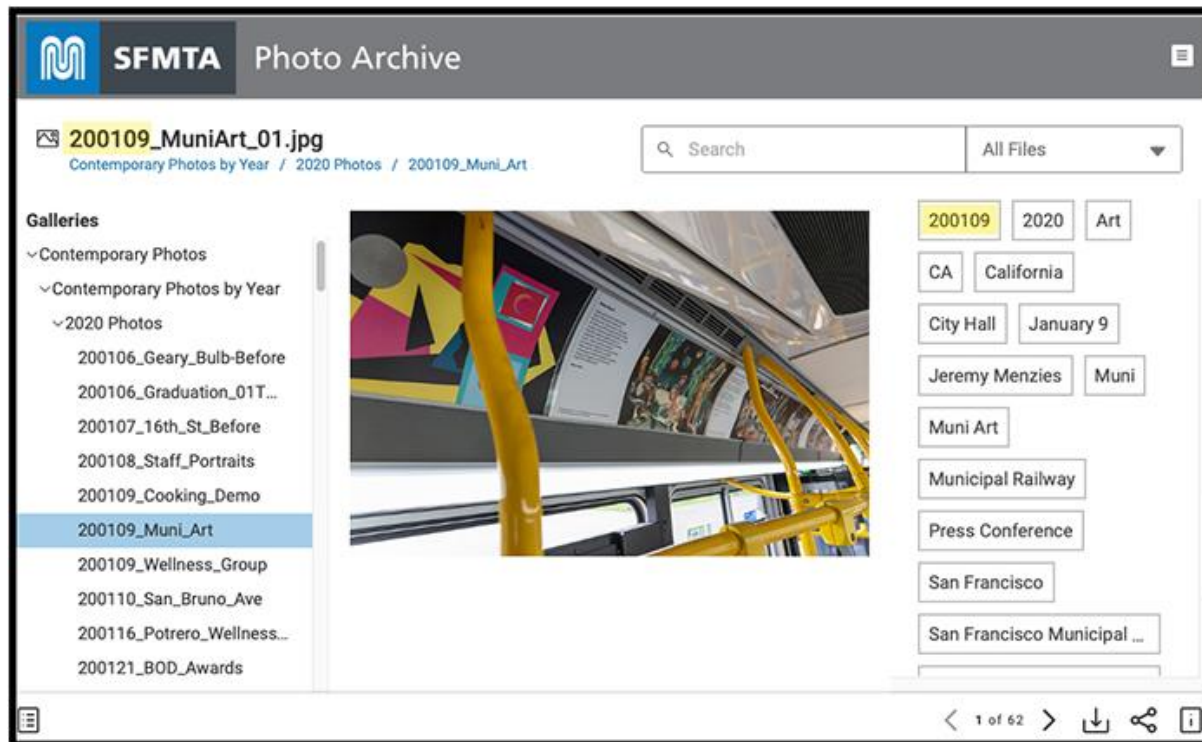 SFMTA Photo Archive
200109_MuniArt_01.jpg
Contemporary Photos by Year / 2020 Photos / 200109_Muni_Art
Search
All Files
Galleries
Contemporary Photos
Contemporary Photos by Year
2020 Photos
200106_Geary_Bulb-Before
200106_Graduation_01T...
200107_16th_St_Before
200108_Staff_Portraits
200109_Cooking_Demo
200109_Muni_Art
200109_Wellness_Group
200110_San_Bruno_Ave
200116_Potrero_Wellness...
200121_BOD_Awards
200109 2020 Art
CA California
City Hall January 9
Jeremy Menzies Muni
Muni Art
Municipal Railway
Press Conference
San Francisco
San Francisco Municipal ...
1 of 62